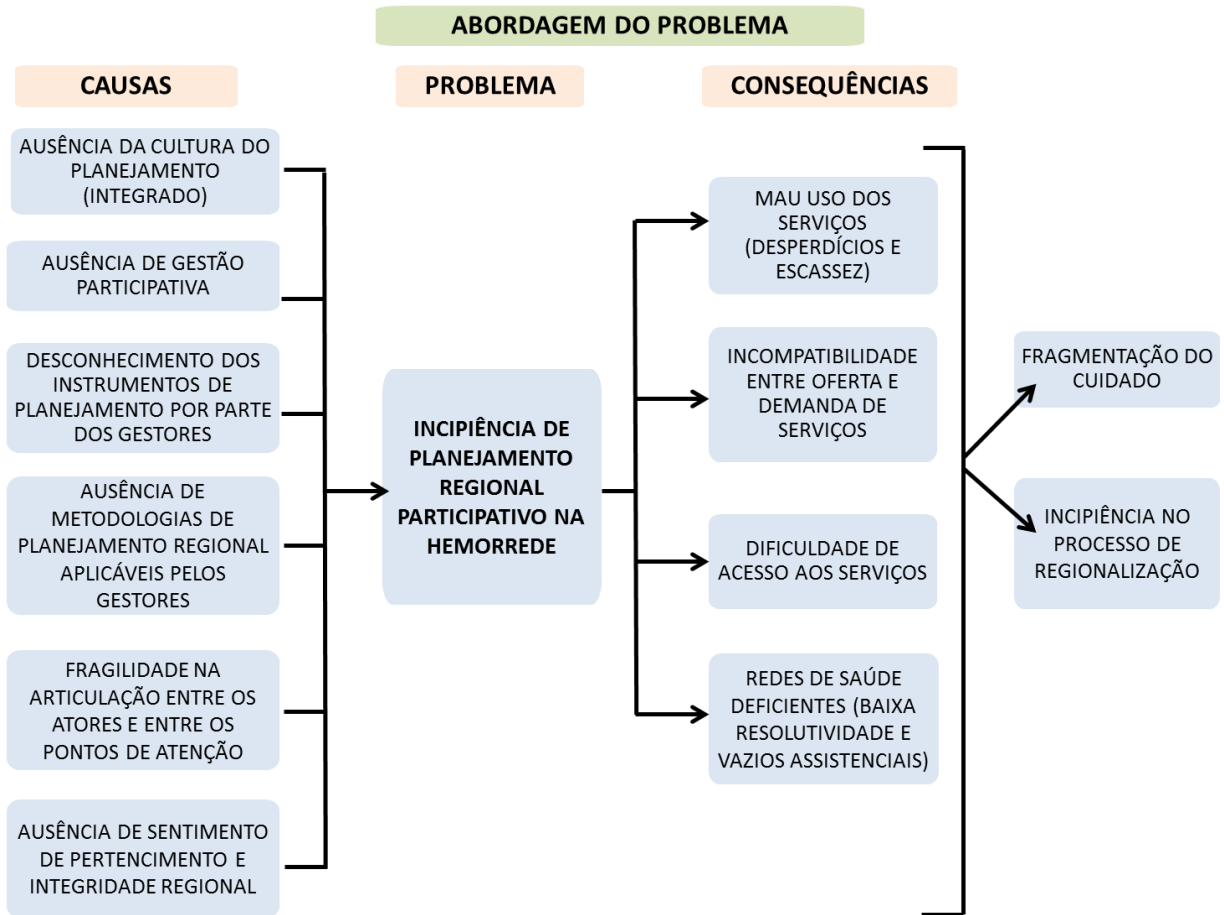 ABORDAGEM DO PROBLEMA
CAUSAS
PROBLEMA
CONSEQUÊNCIAS
AUSÊNCIA DA CULTURA DO
PLANEJAMENTO
(INTEGRADO)
AUSÊNCIA DE GESTÃO
PARTICIPATIVA
DESCONHECIMENTO DOS
INSTRUMENTOS DE
PLANEJAMENTO POR PARTE
DOS GESTORES
AUSÊNCIA DE
METODOLOGIAS DE
PLANEJAMENTO REGIONAL
APLICÁVEIS PELOS
GESTORES
FRAGILIDADE NA
ARTICULAÇÃO ENTRE OS
ATORES E ENTRE OS
PONTOS DE ATENÇÃO
AUSÊNCIA DE SENTIMENTO
DE PERTENCIMENTO E
INTEGRIDADE REGIONAL
INCIPIÊNCIA DE
PLANEJAMENTO
REGIONAL
PARTICIPATIVO NA
HEMORREDE
MAU USO DOS
SERVIÇOS
(DESPERDÍCIOS E
ESCASSEZ)
INCOMPATIBILIDADE
ENTRE OFERTA E
DEMANDA DE
SERVIÇOS
DIFICULDADE DE
ACESSO AOS SERVIÇOS
REDES DE SAÚDE
DEFICIENTES (BAIXA
RESOLUTIVIDADE E
VAZIOS ASSISTENCIAIS)
FRAGMENTAÇÃO DO
CUIDADO
INCIPIÊNCIA NO
PROCESSO DE
REGIONALIZAÇÃO